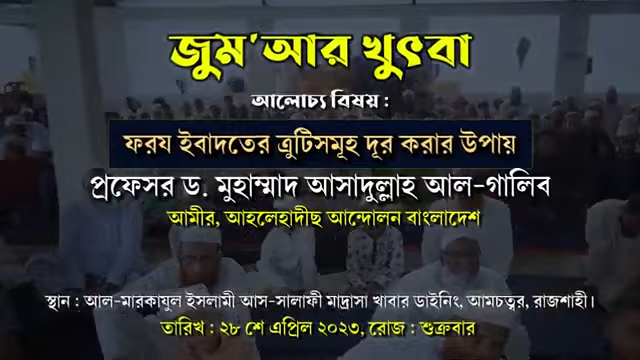 জুম'আর খুৎবা
আলোচ্য বিষয় :
ফরয ইবাদতের ত্রুটিসমূহ দূর করার উপায়
প্রফেসর ড. মুহাম্মাদ আসাদুল্লাহ আল-গালিব
আমীর, আহলেহাদীছ আন্দোলন বাংলাদেশ
স্থান : আল-মারকাযুল ইসলামী আস-সালাফী মাদ্রাসা খাবার ডাইনিং, আমচত্বর, রাজশাহী।
তারিখ : ২৮ শে এপ্রিল ২০২৩, রোজ : শুক্রবার